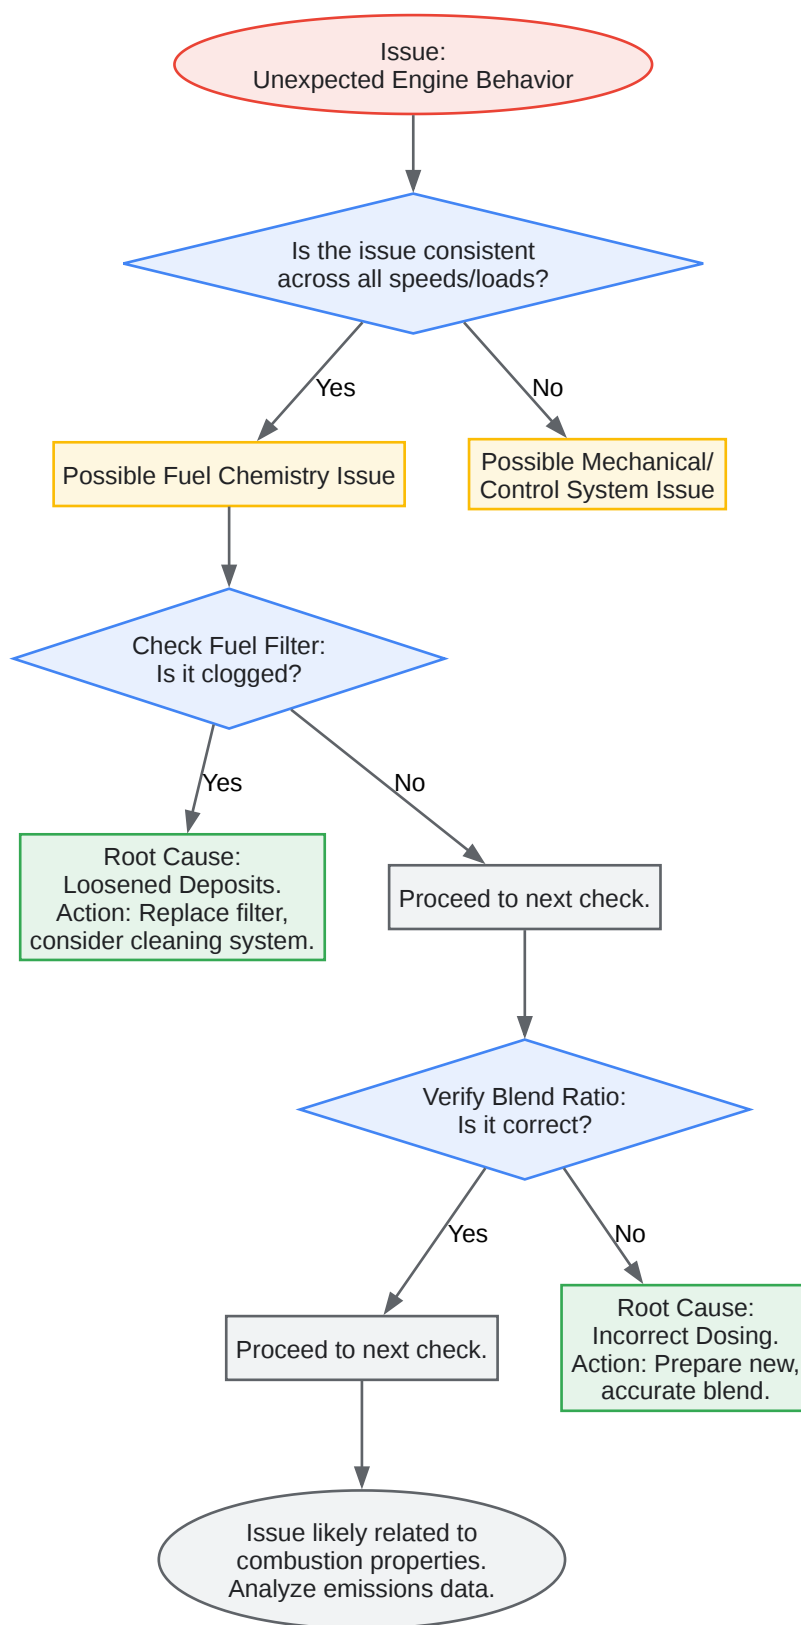 Issue:
Unexpected Engine Behavior
Is the issue consistent
across all speeds/loads?
Yes
No
Possible Fuel Chemistry Issue
Possible Mechanical/
Control System Issue
Check Fuel Filter:
Is it clogged?
Yes
No
Root Cause:
Loosened Deposits.
Action: Replace filter,
consider cleaning system.
Proceed to next check.
Verify Blend Ratio:
Is it correct?
Yes
No
Proceed to next check.
Root Cause:
Incorrect Dosing.
Action: Prepare new,
accurate blend.
Issue likely related to
combustion properties.
Analyze emissions data.